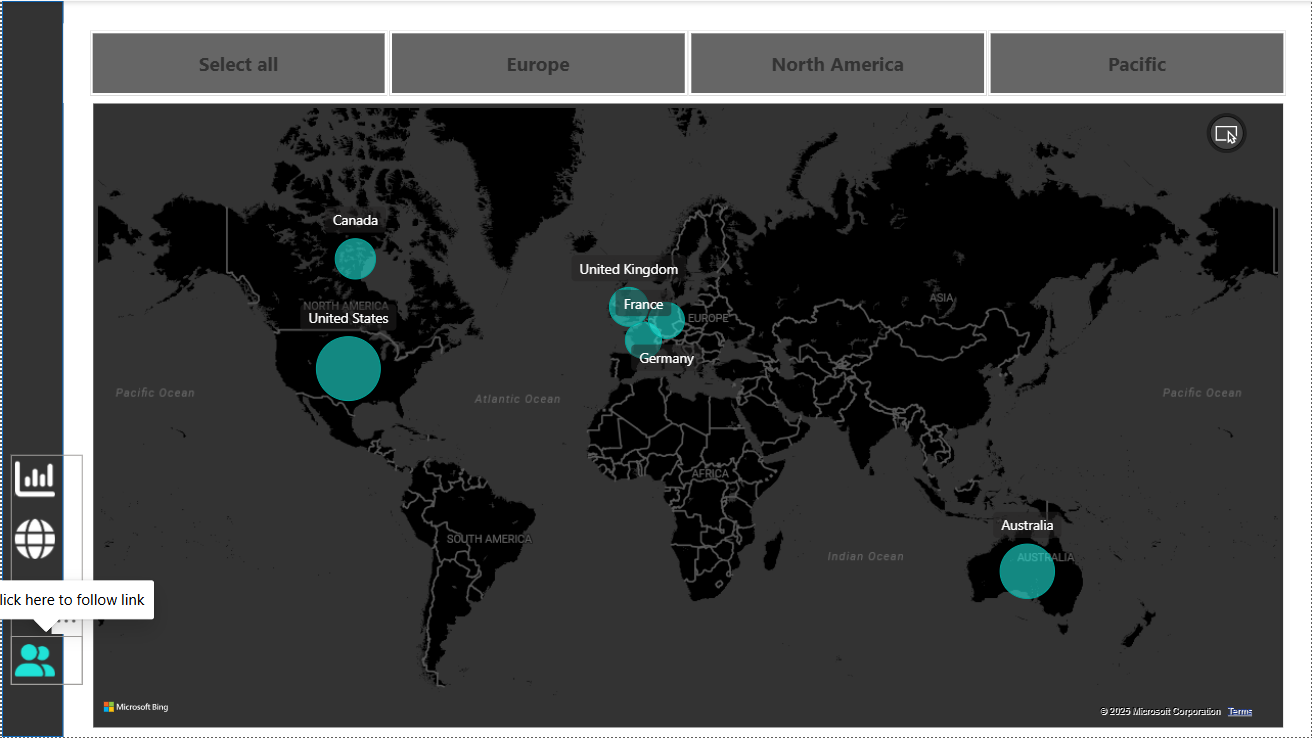 Select all
Europe
North America
Pacific
Canada
NORTH AMERICA
United States
United Kingdom
France
EUROPE
Germany
ASIA
Pacific Ocean
Atlantic Ocean
Pacific Ocean
AFRICA
SOUTH AMERICA
Indian Ocean
Australia
AUSTRALIA
lick here to follow link
Microsoft Bing
© 2025 Microsoft Corporation Terms